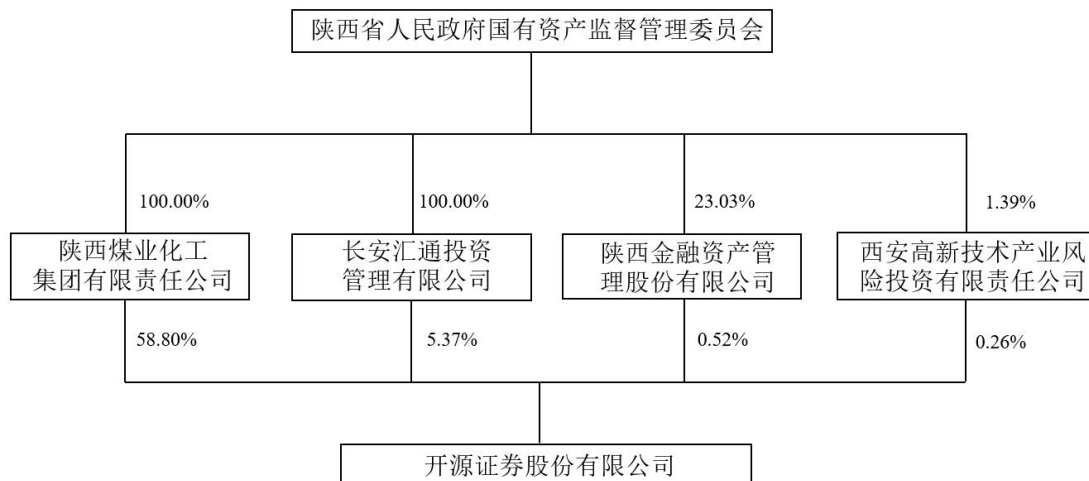 陕西省人民政府国有资产监督管理委员会
100.00%
100.00%
23.03%
1.39%
陕西煤业化工
集团有限责任公司
长安汇通投资
管理有限公司
陕西金融资产管
理股份有限公司
西安高新技术产业风
险投资有限责任公司
58.80%
5.37%
0.52%
0.26%
开源证券股份有限公司